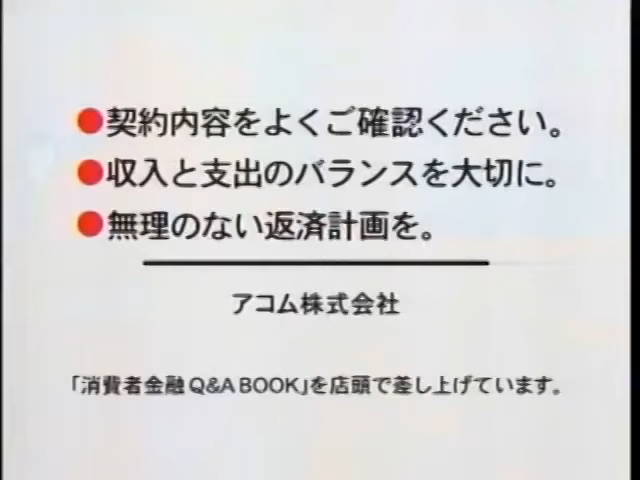 ●契約内容をよくご確認ください。
●収入と支出のバランスを大切に。
●無理のない返済計画を。
アコム株式会社
「消費者金融Q&A BOOK」を店頭で差し上げています。